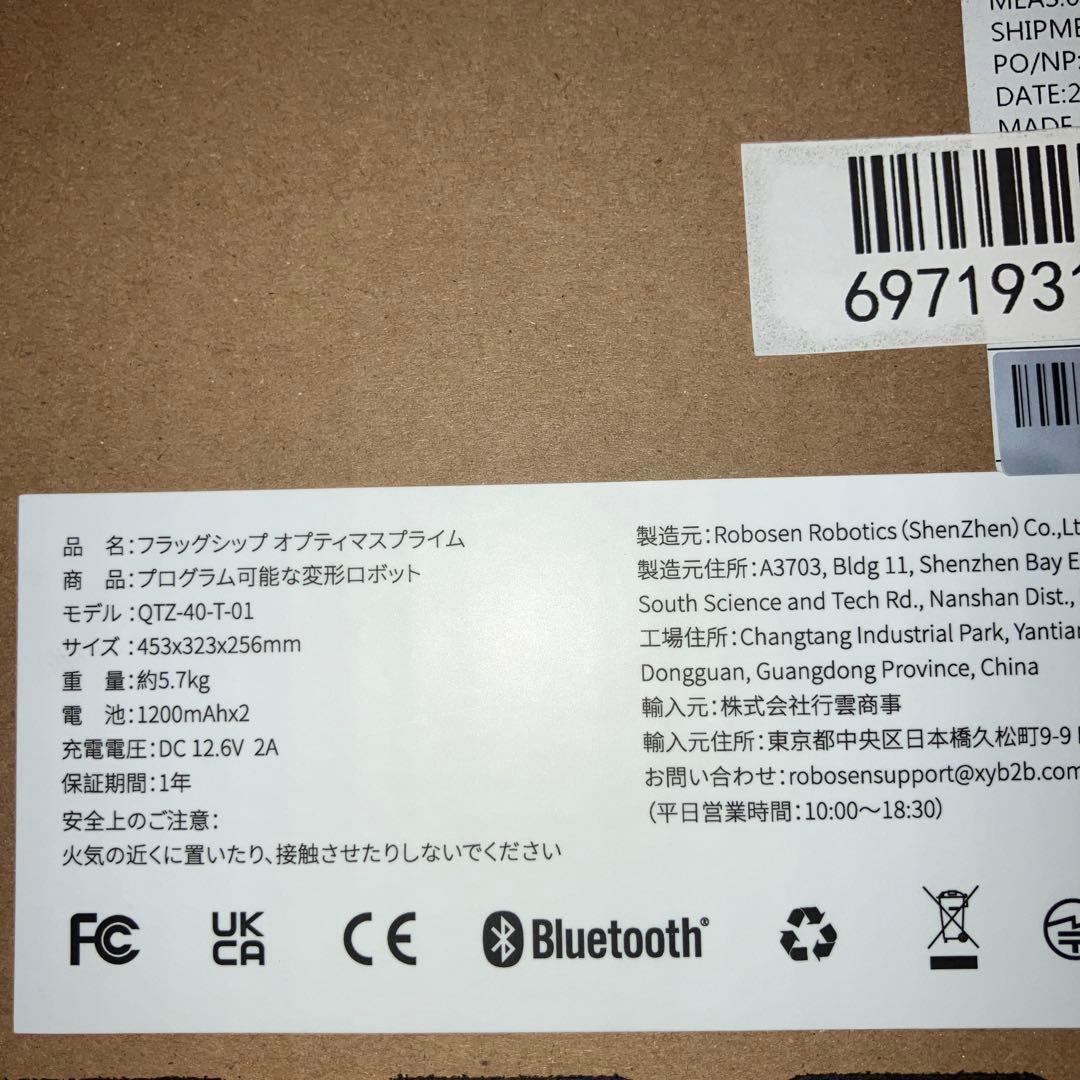 SHIPME
PO/NP:
DATE:2
MADE
6971931
品 名：フラッグシップ オプティマスプライム
商 品：プログラム可能な変形ロボット
モデル：QTZ-40-T-01
サイズ：453x323x256mm
重 量：約5.7kg
電 池：1200mAhx2
充電電圧：DC 12.6V 2A
保証期間：1年
安全上のご注意：
火気の近くに置いたり、接触させたりしないでください
製造元：Robosen Robotics（ShenZhen）Co.,Lt
製造元住所：A3703, Bldg 11, Shenzhen Bay E
South Science and Tech Rd., Nanshan Dist.,
工場住所：Changtang Industrial Park, Yantian
Dongguan, Guangdong Province, China
輸入元：株式会社行雲商事
輸入元住所：東京都中央区日本橋久松町9-9
お問い合わせ：robosensupport@xyb2b.com
（平日営業時間：10:00～18:30）
FC
UK
CA
CE
Bluetooth®